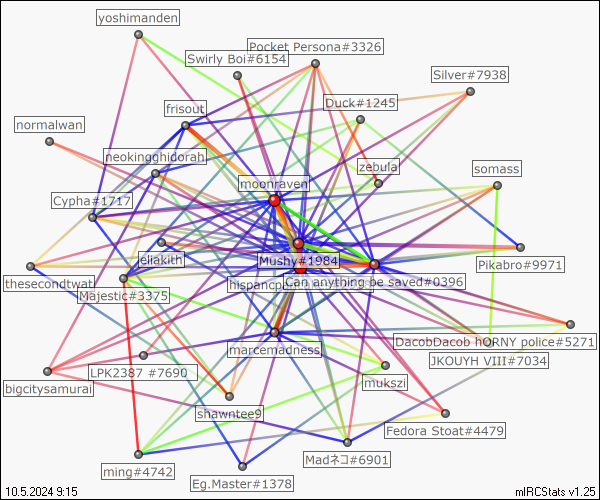 yoshimanden
Pocket Persona#3326
Swirly Boi#6154
Silver#7938
Duck#1245
frisout
normalwan
neokingghidorah
zebula
somass
moonraven
Cypha#1717
Mushy#1984
jeliakith
Pikabro#9971
thesecondtwat
hispancp
Can anything be saved#0396
Majestic#3375
DacobDacob hORNY police#5271
marcemadness
JKOUYH VIII#7034
LPK2387 #7690
mukszi
bigcitysamurai
shawntee9
Fedora Stoat#4479
Madネコ#6901
ming#4742
Eg.Master#1378
10.5.2024 9:15
mIRCStats v1.25